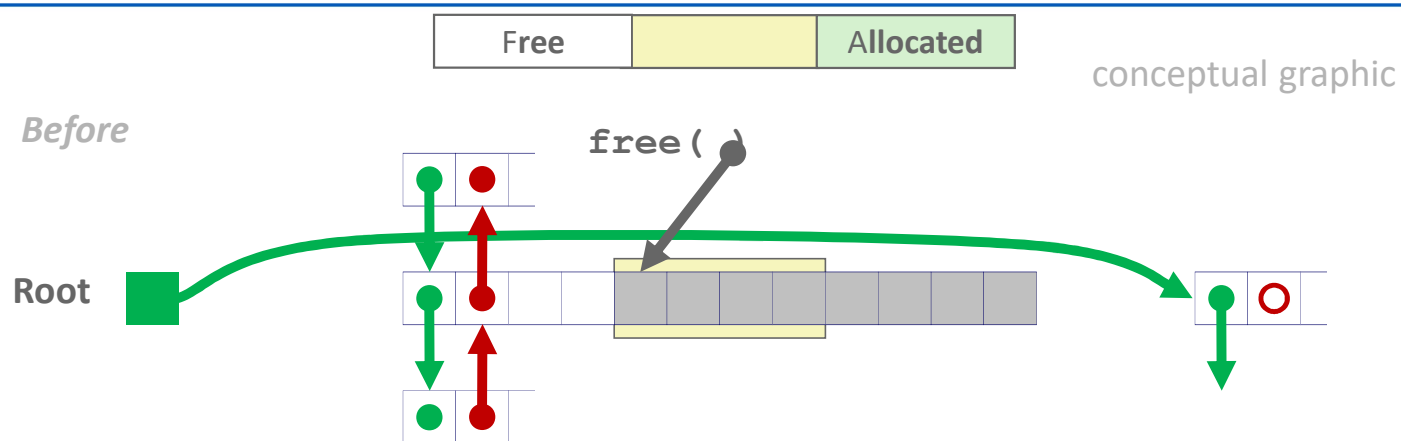 Free Allocated
conceptual graphic
Before
free( )
Root